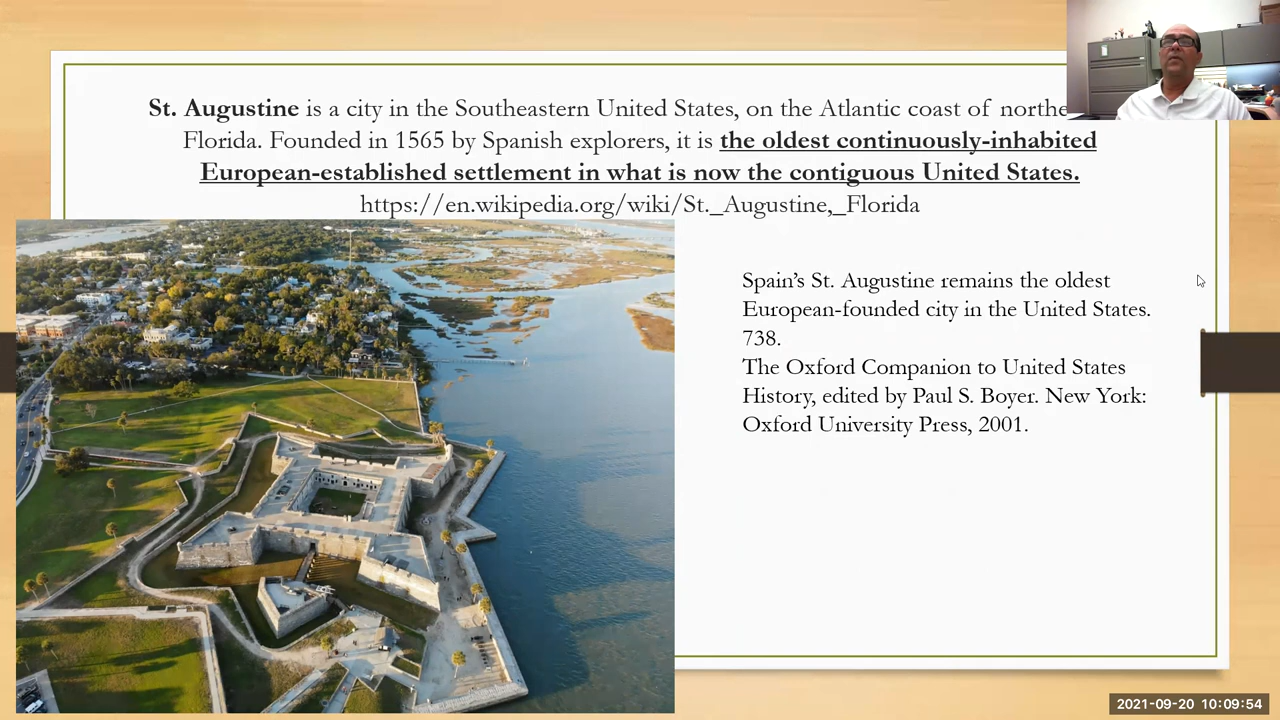 St. Augustine is a city in the Southeastern United States, on the Atlantic coast of
Florida. Founded in 1565 by Spanish explorers, it is the oldest continuously-inhabited
European-established settlement in what is now the contiguous United States.
https://en.wikipedia.org/wiki/St._Augustine,_Florida
Spain’s St. Augustine remains the oldest
European-founded city in the United States.
738.
The Oxford Companion to United States
History, edited by Paul S. Boyer. New York:
Oxford University Press, 2001.
2021-09-20 10:09:54